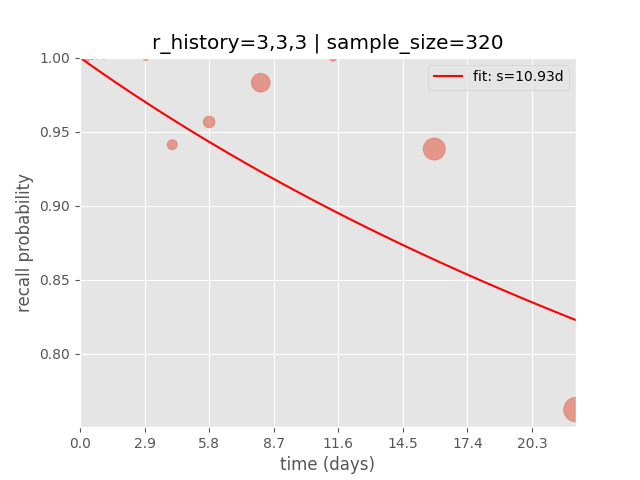 r_history=3,3,3 | sample_size=320
fit: s=10.93d
recall probability
1.00
0.95
0.90
0.85
0.80
0.0 2.9 5.8 8.7 11.6 14.5 17.4 20.3
time (days)